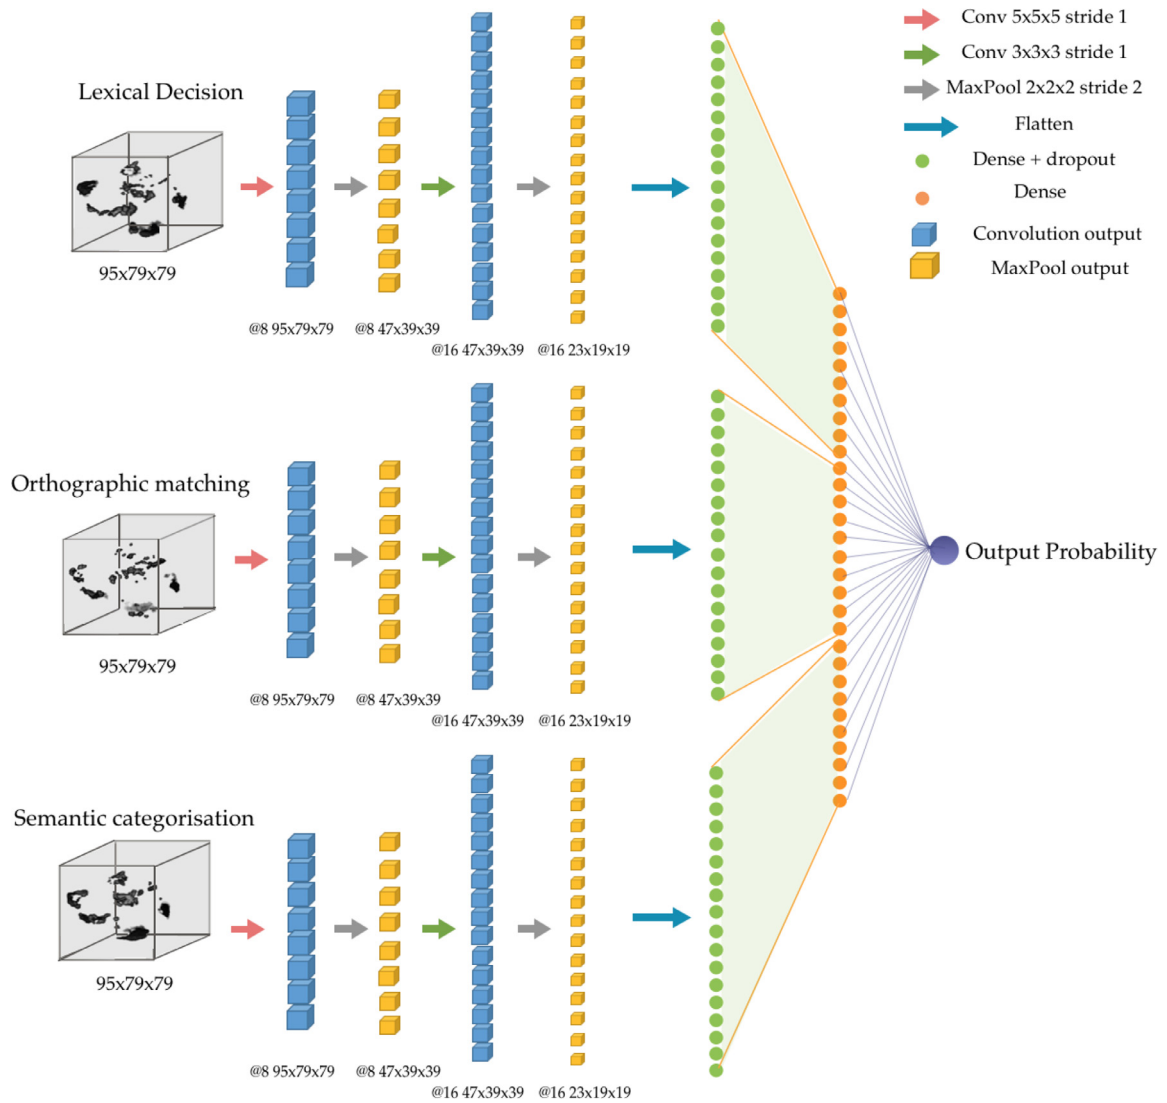 Conv 5x5x5 stride 1
Conv 3x3x3 stride 1
MaxPool 2x2x2 stride 2
Flatten
Dense + dropout
Dense
Convolution output
MaxPool output
Lexical Decision
95x79x79
@8 95x79x79
@8 47x39x39
@16 47x39x39
@16 23x19x19
Orthographic matching
95x79x79
@8 95x79x79
@8 47x39x39
@16 47x39x39
@16 23x19x19
Output Probability
Semantic categorisation
95x79x79
@8 95x79x79
@8 47x39x39
@16 47x39x39
@16 23x19x19